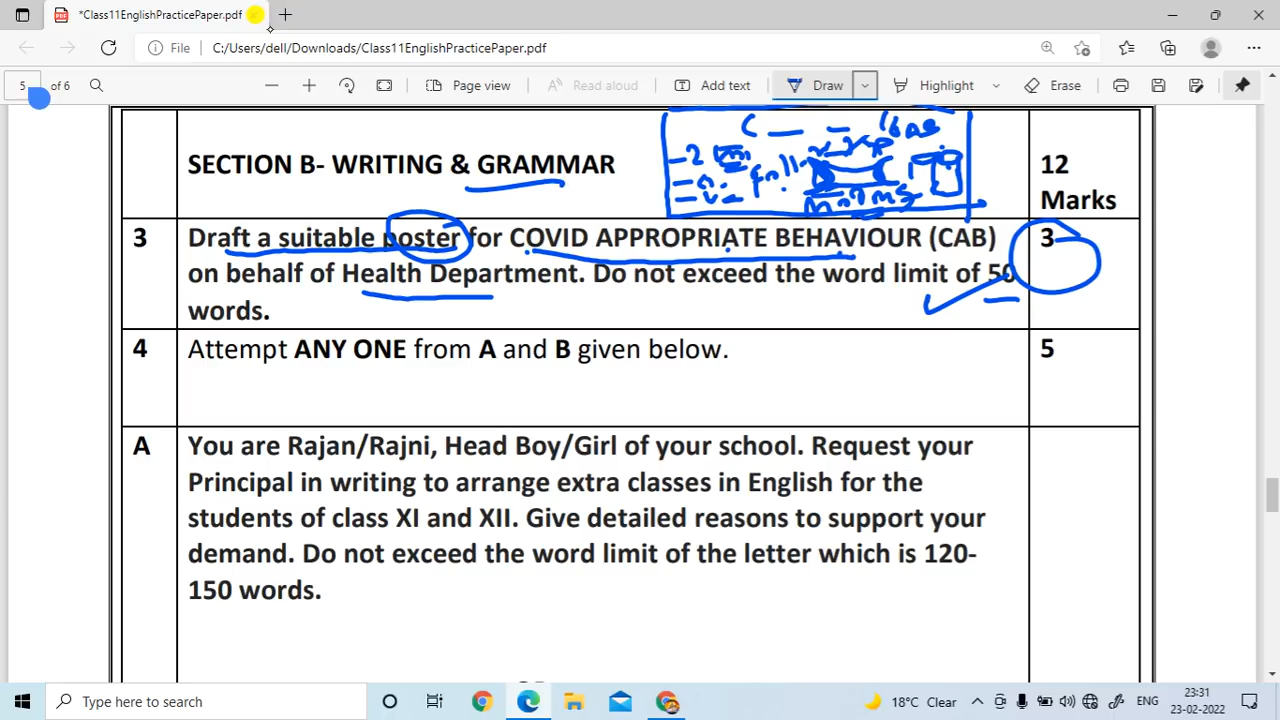 *Class11EnglishPracticePaper.pdf
File C:/Users/dell/Downloads/Class11EnglishPracticePaper.pdf
5 of 6 Page view Read aloud Add text Draw Highlight Erase
SECTION B- WRITING & GRAMMAR 12 Marks
3 Draft a suitable poster for COVID APPROPRIATE BEHAVIOUR (CAB) 3
on behalf of Health Department. Do not exceed the word limit of 50
words.
4 Attempt ANY ONE from A and B given below. 5
A You are Rajan/Rajni, Head Boy/Girl of your school. Request your
Principal in writing to arrange extra classes in English for the
students of class XI and XII. Give detailed reasons to support your
demand. Do not exceed the word limit of the letter which is 120-
150 words.
Type here to search 18°C Clear ENG 23:31
23-02-2022